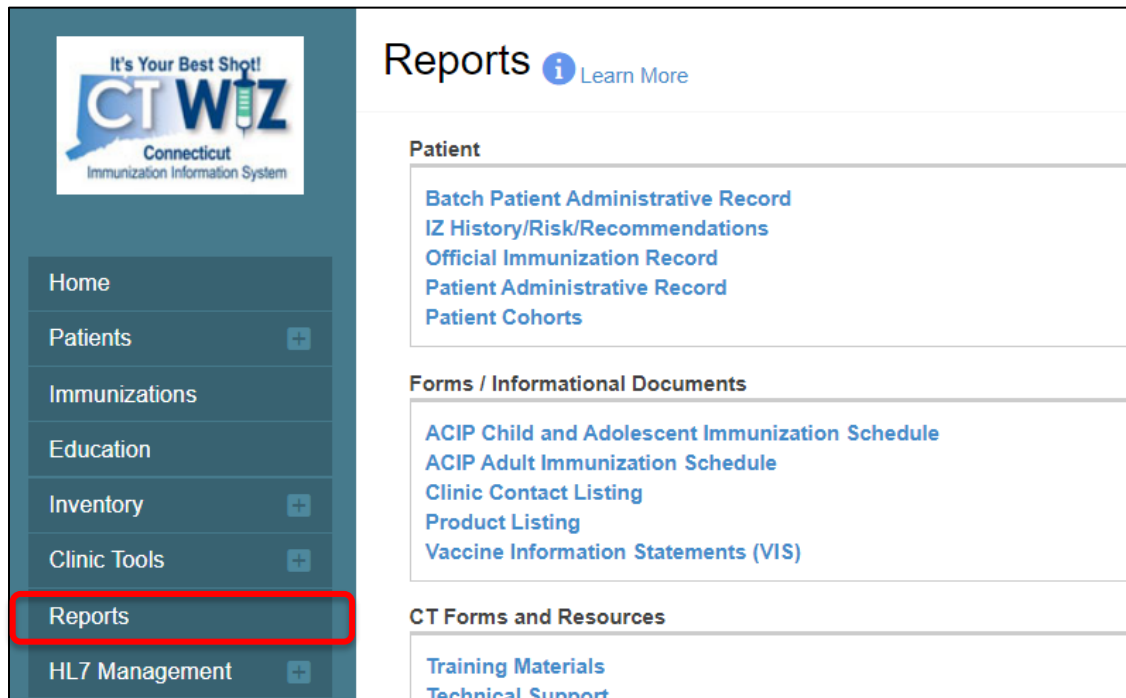 It's Your Best Shot!
CT WiZ
Connecticut
Immunization Information System
Home
Patients
Immunizations
Education
Inventory
Clinic Tools
Reports
HL7 Management
Reports i Learn More
Patient
Batch Patient Administrative Record
IZ History/Risk/Recommendations
Official Immunization Record
Patient Administrative Record
Patient Cohorts
Forms / Informational Documents
ACIP Child and Adolescent Immunization Schedule
ACIP Adult Immunization Schedule
Clinic Contact Listing
Product Listing
Vaccine Information Statements (VIS)
CT Forms and Resources
Training Materials
Technical Support